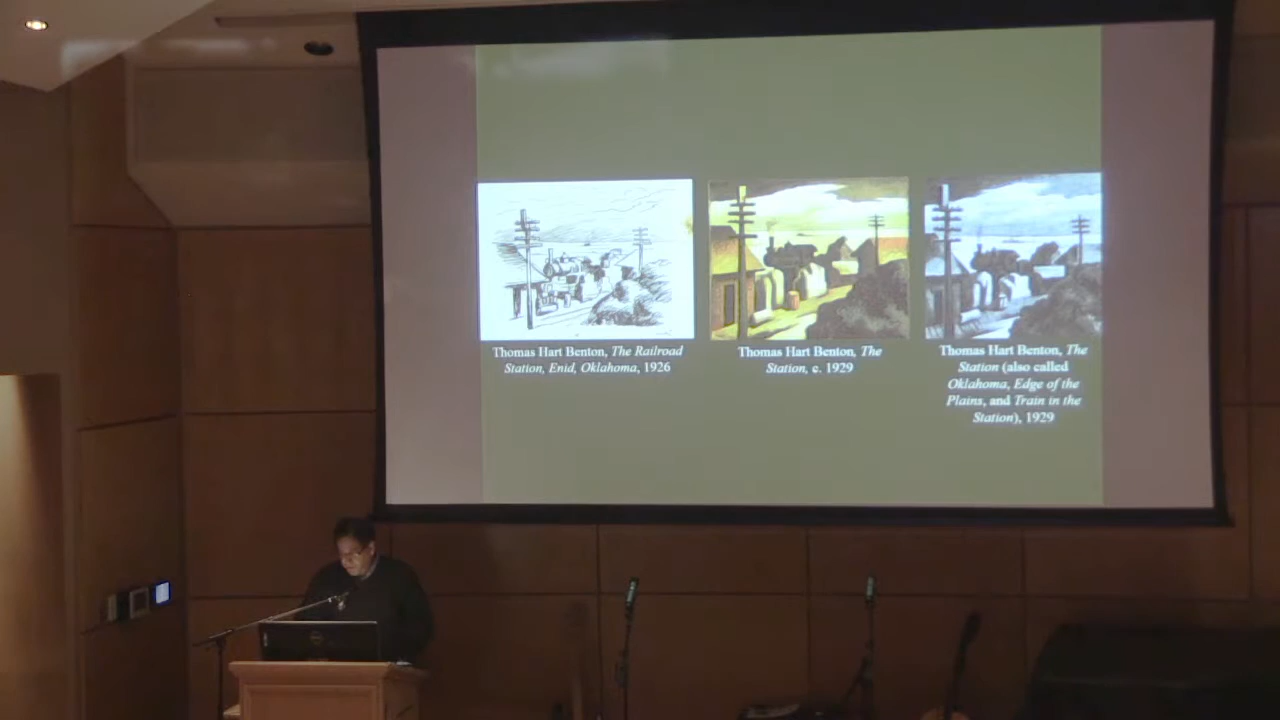 Thomas Hart Benton, The Railroad
Station, Enid, Oklahoma, 1926
Thomas Hart Benton, The
Station, c. 1929
Thomas Hart Benton, The
Station (also called
Oklahoma, Edge of the
Plains, and Train in the
Station), 1929